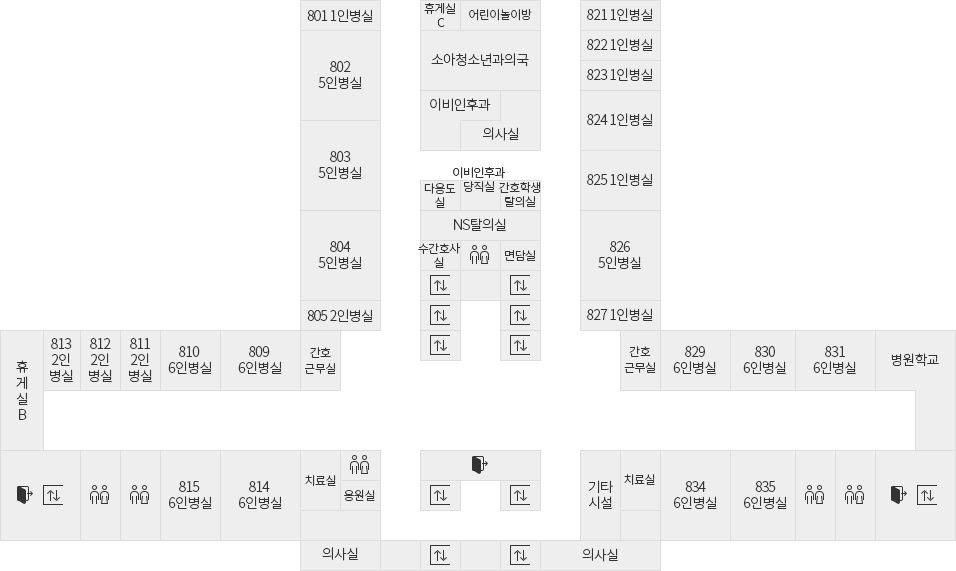 801 1인병실
휴게실
C
어린이놀이방
821 1인병실
822 1인병실
802
5인병실
소아청소년과의국
823 1인병실
이비인후과
824 1인병실
의사실
803
5인병실
이비인후과
당직실
다용도
실
간호학생
탈의실
825 1인병실
NS탈의실
804
5인병실
수간호사
실
면담실
826
5인병실
805 2인병실
827 1인병실
휴
게
실
B
813
2인
병실
812
2인
병실
811
2인
병실
810
6인병실
809
6인병실
간호
근무실
간호
근무실
829
6인병실
830
6인병실
831
6인병실
병원학교
815
6인병실
814
6인병실
치료실
응원실
기타
시설
치료실
834
6인병실
835
6인병실
의사실
의사실